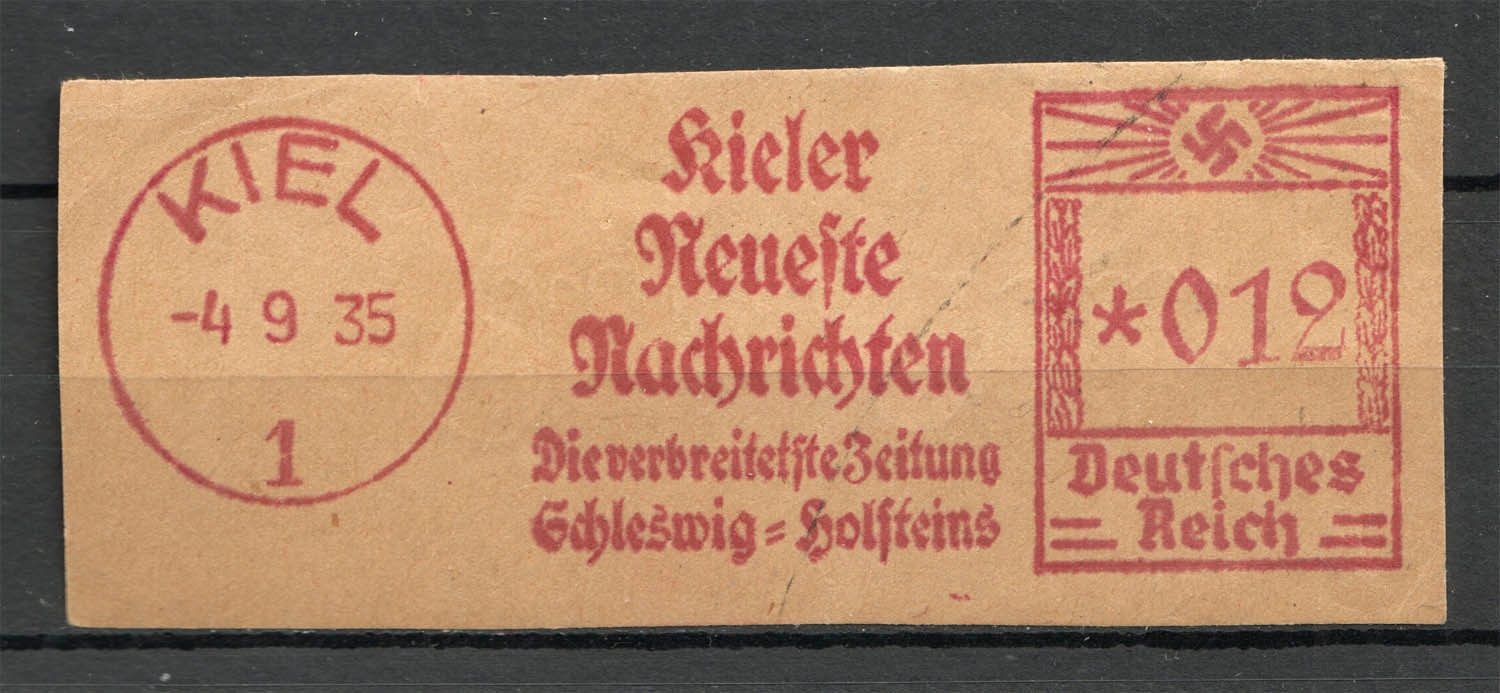 KIEL
-4 9 35
1
Kieler
Neueſte
Nachrichten
Die verbreitetſte Zeitung
Schleswig=Holſteins
*012
Deutſches
Reich